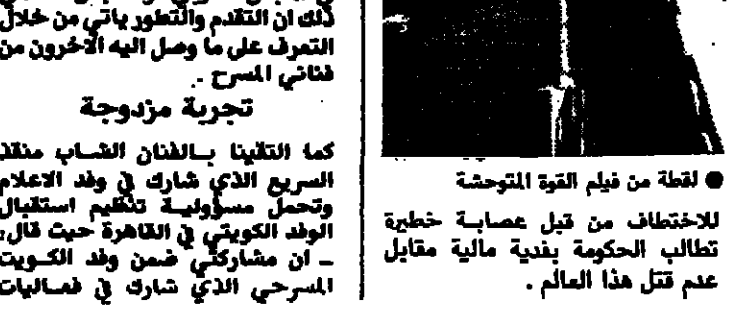 ذلك ان التقدم والتطور ياتي من خلال
التعرف على ما وصل اليه الآخرون من
فناني المسرح .
تجربة مزدوجة
كما التقينا بالفنان الشاب منقذ
السريع الذي شارك في وفد الاعلام
وتحمل مسؤولية تنظيم استقبال
الوفد الكويتي في القاهرة حيث قال:
ـ ان مشاركتي ضمن وفد الكويت
المسرحي الذي شارك في فعاليات
● لقطة من فيلم القوة المتوحشة
للاختطاف من قبل عصابة خطيرة
تطالب الحكومة بفدية مالية مقابل
عدم قتل هذا العالم .